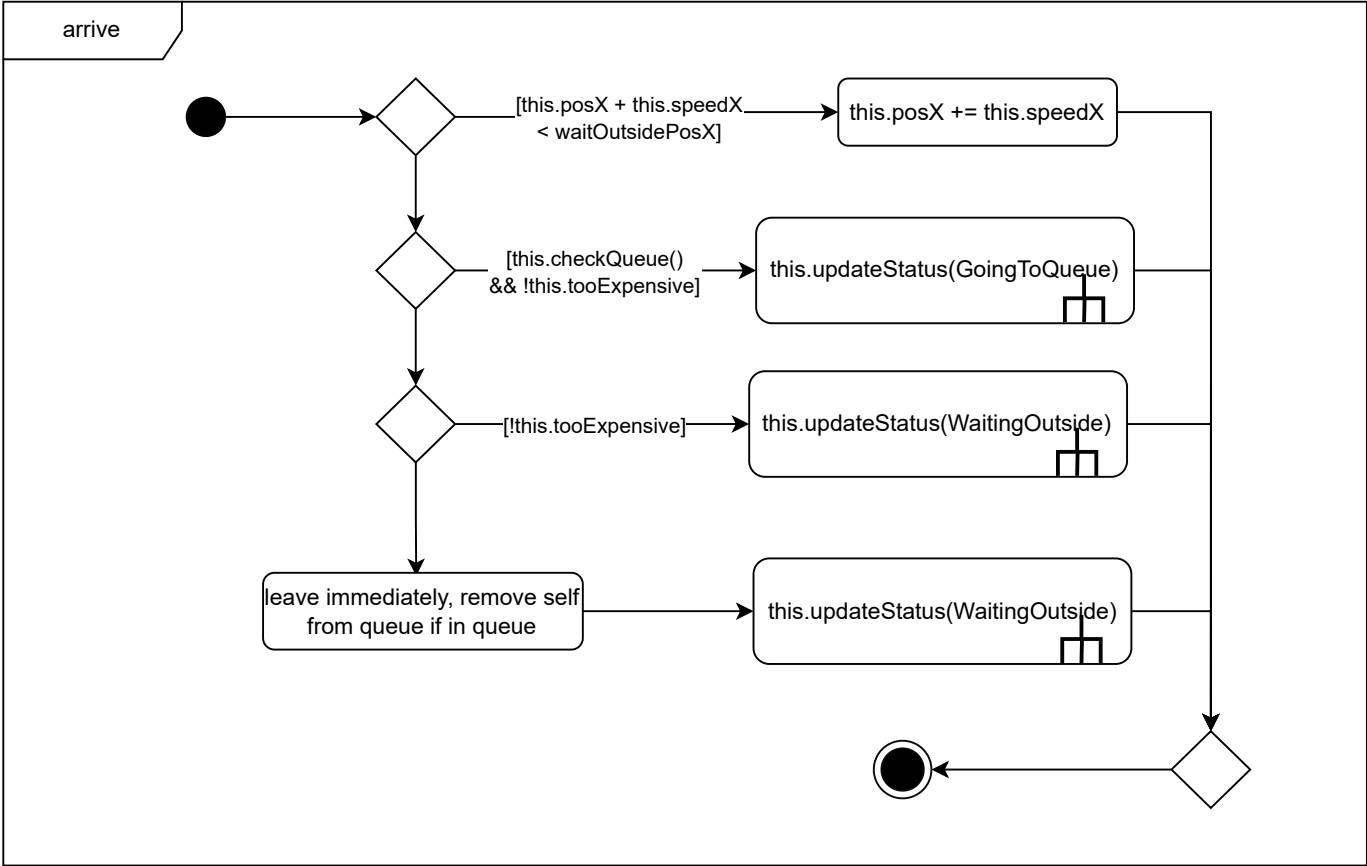 arrive
[this.posX + this.speedX
< waitOutsidePosX]
this.posX += this.speedX
[this.checkQueue()
&& !this.tooExpensive]
this.updateStatus(GoingToQueue)
[!this.tooExpensive]
this.updateStatus(WaitingOutside)
leave immediately, remove self
from queue if in queue
this.updateStatus(WaitingOutside)